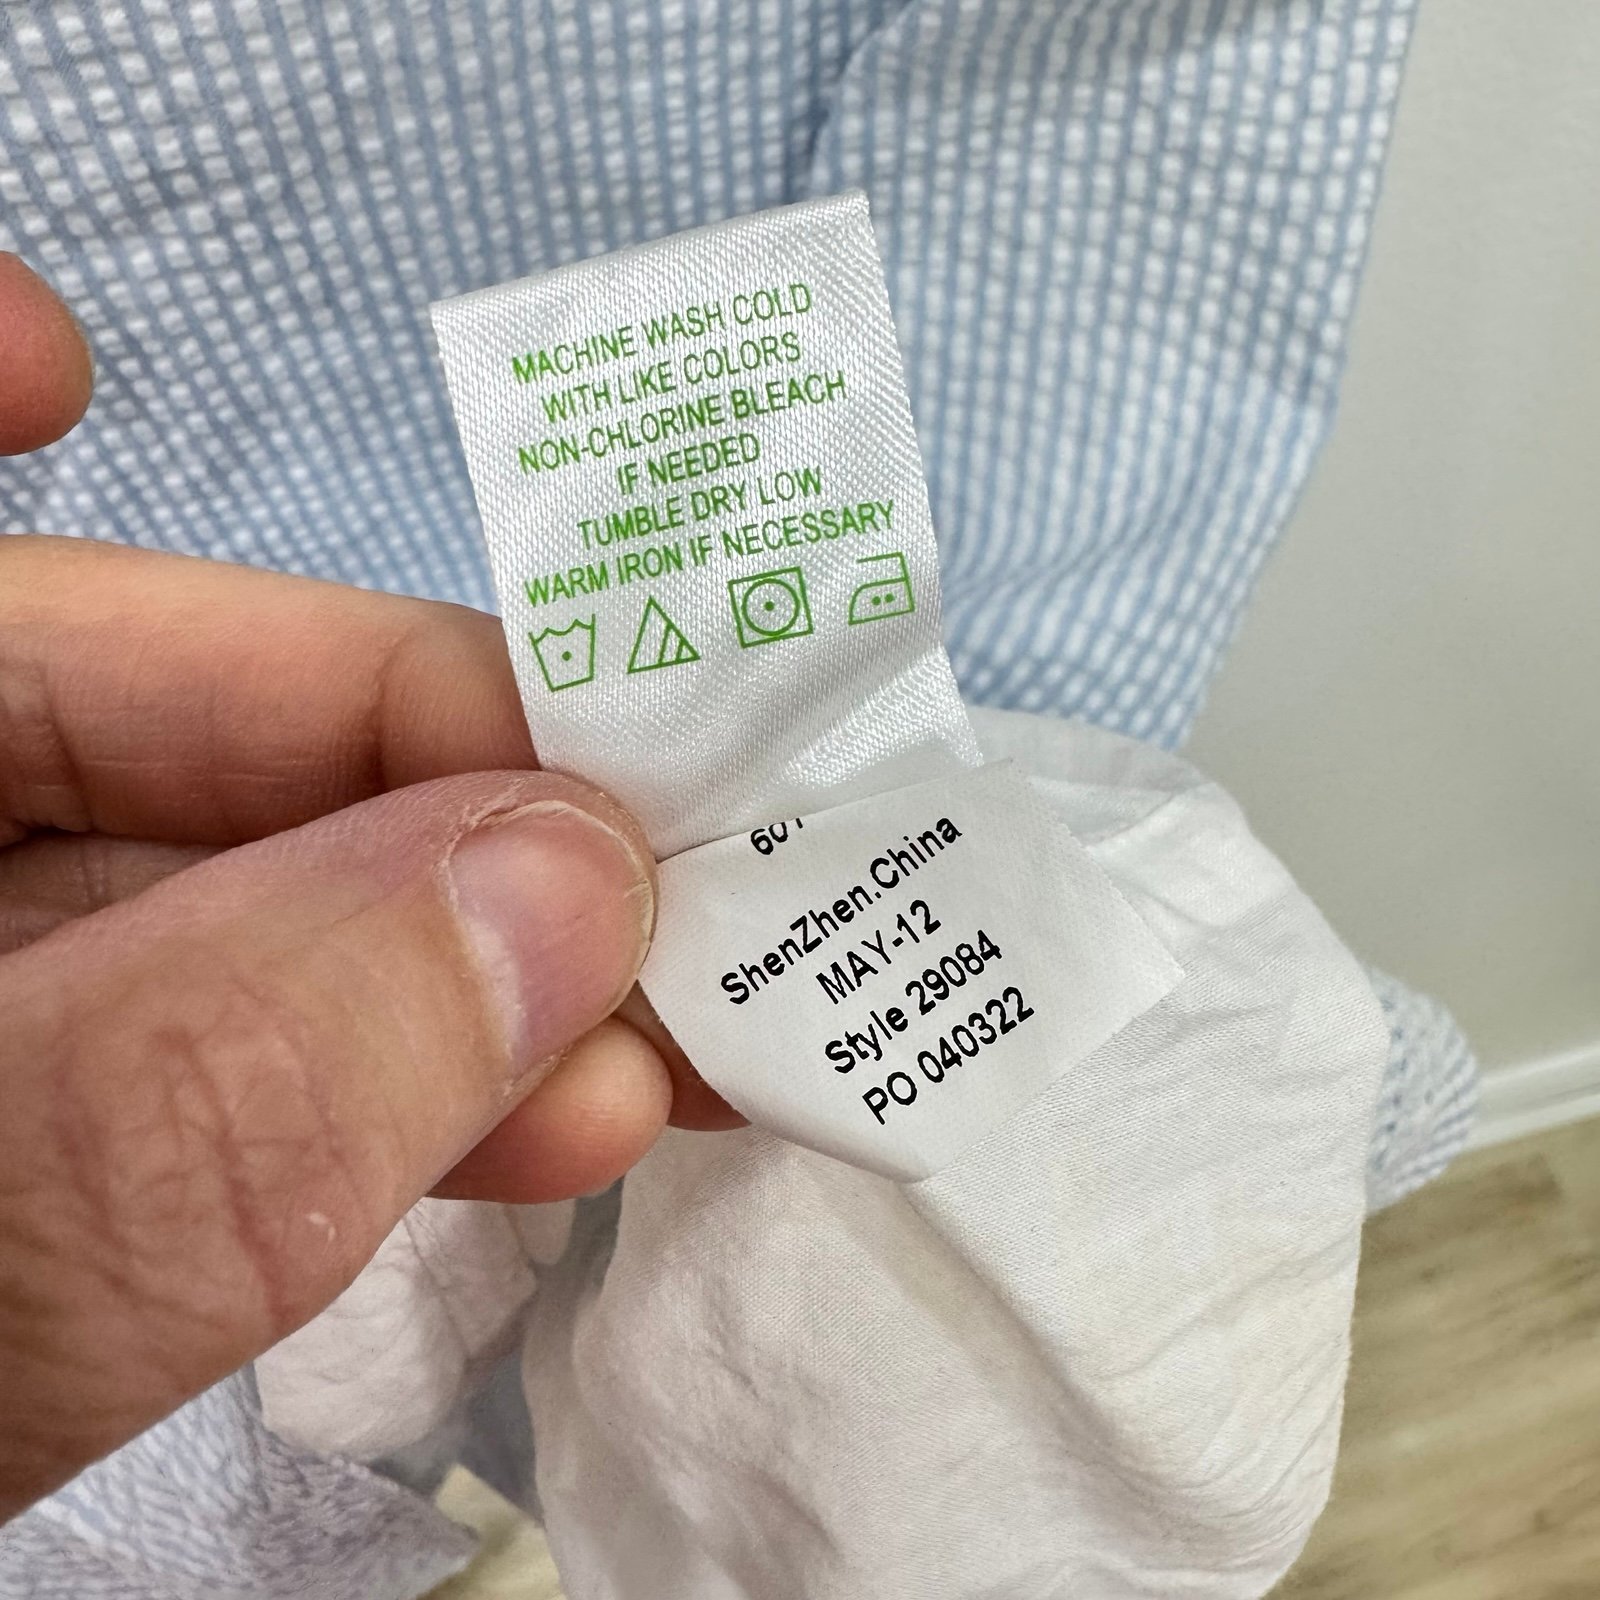 MACHINE WASH COLD
WITH LIKE COLORS
NON-CHLORINE BLEACH
IF NEEDED
TUMBLE DRY LOW
WARM IRON IF NECESSARY
ShenZhen.China
MAY-12
Style 29084
PO 040322